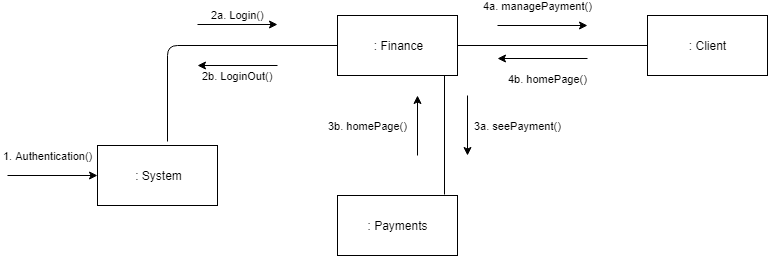 2a. Login()
4a. managePayment()
: Finance
: Client
2b. LoginOut()
4b. homePage()
3b. homePage()
3a. seePayment()
1. Authentication()
: System
: Payments